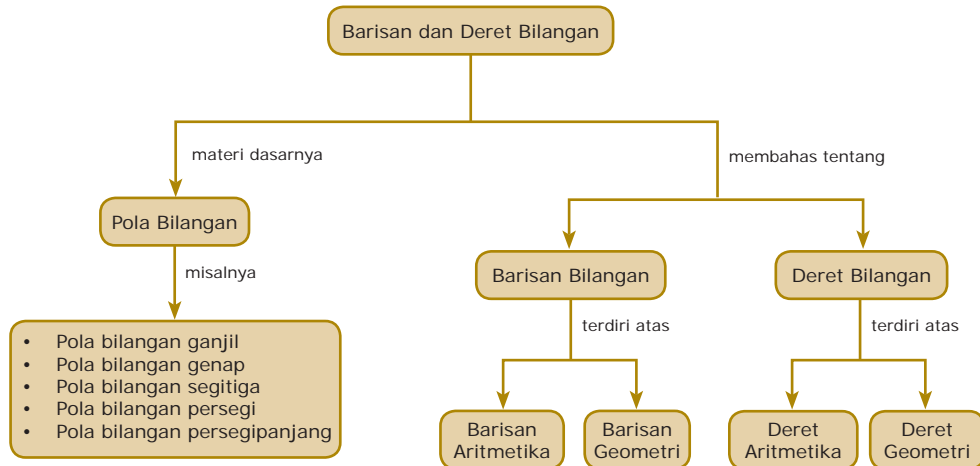 Barisan dan Deret Bilangan
materi dasarnya
membahas tentang
Pola Bilangan
misalnya
• Pola bilangan ganjil
• Pola bilangan genap
• Pola bilangan segitiga
• Pola bilangan persegi
• Pola bilangan persegipanjang
Barisan Bilangan
Deret Bilangan
terdiri atas
terdiri atas
Barisan
Aritmetika
Barisan
Geometri
Deret
Aritmetika
Deret
Geometri